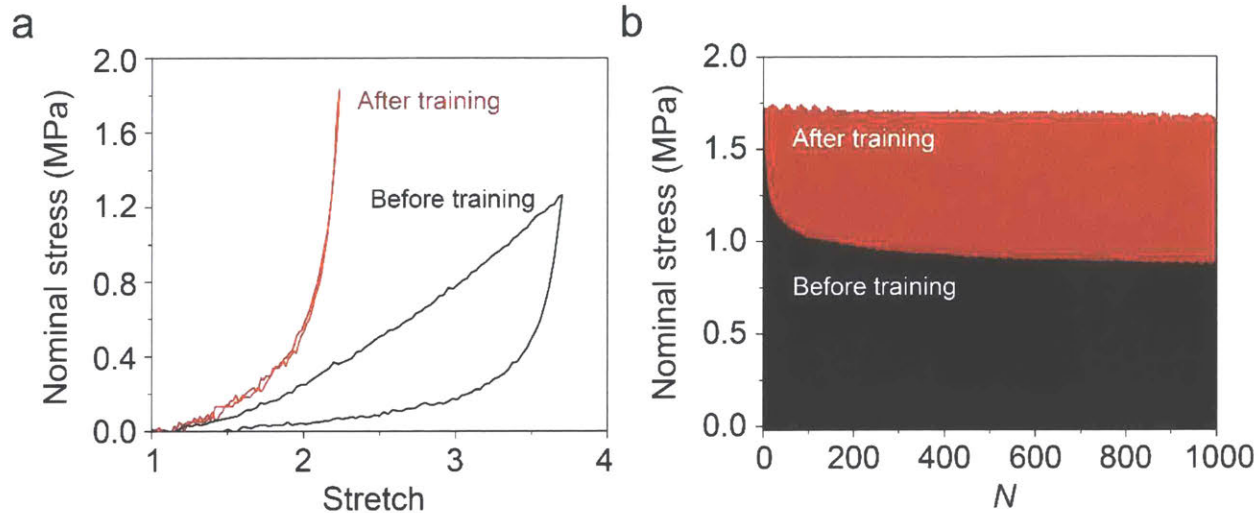 a
Nominal stress (MPa)
2.0
1.6
1.2
0.8
0.4
0.0
After training
Before training
1 2 3 4
Stretch
b
Nominal stress (MPa)
2.0
1.5
1.0
0.5
0.0
After training
Before training
0 200 400 600 800 1000
N